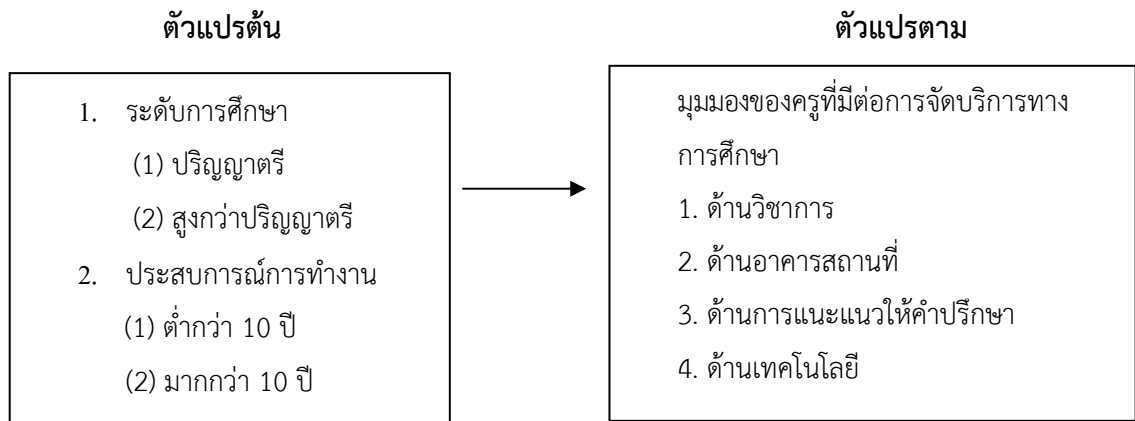 ตัวแปรต้น
1. ระดับการศึกษา
(1) ปริญญาตรี
(2) สูงกว่าปริญญาตรี
2. ประสบการณ์การทำงาน
(1) ต่ำกว่า 10 ปี
(2) มากกว่า 10 ปี
ตัวแปรตาม
มุมมองของครูที่มีต่อการจัดบริการทาง
การศึกษา
1. ด้านวิชาการ
2. ด้านอาคารสถานที่
3. ด้านการแนะแนวให้คำปรึกษา
4. ด้านเทคโนโลยี